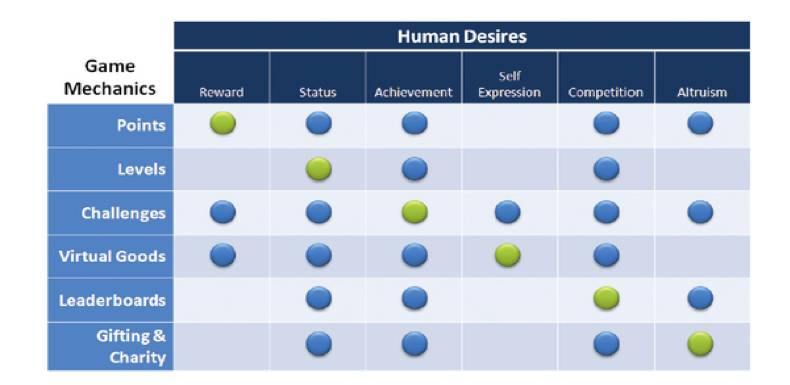 Human Desires
Game
Mechanics
Reward
Status
Achievement
Self
Expression
Competition
Altruism
Points
Levels
Challenges
Virtual Goods
Leaderboards
Gifting &
Charity